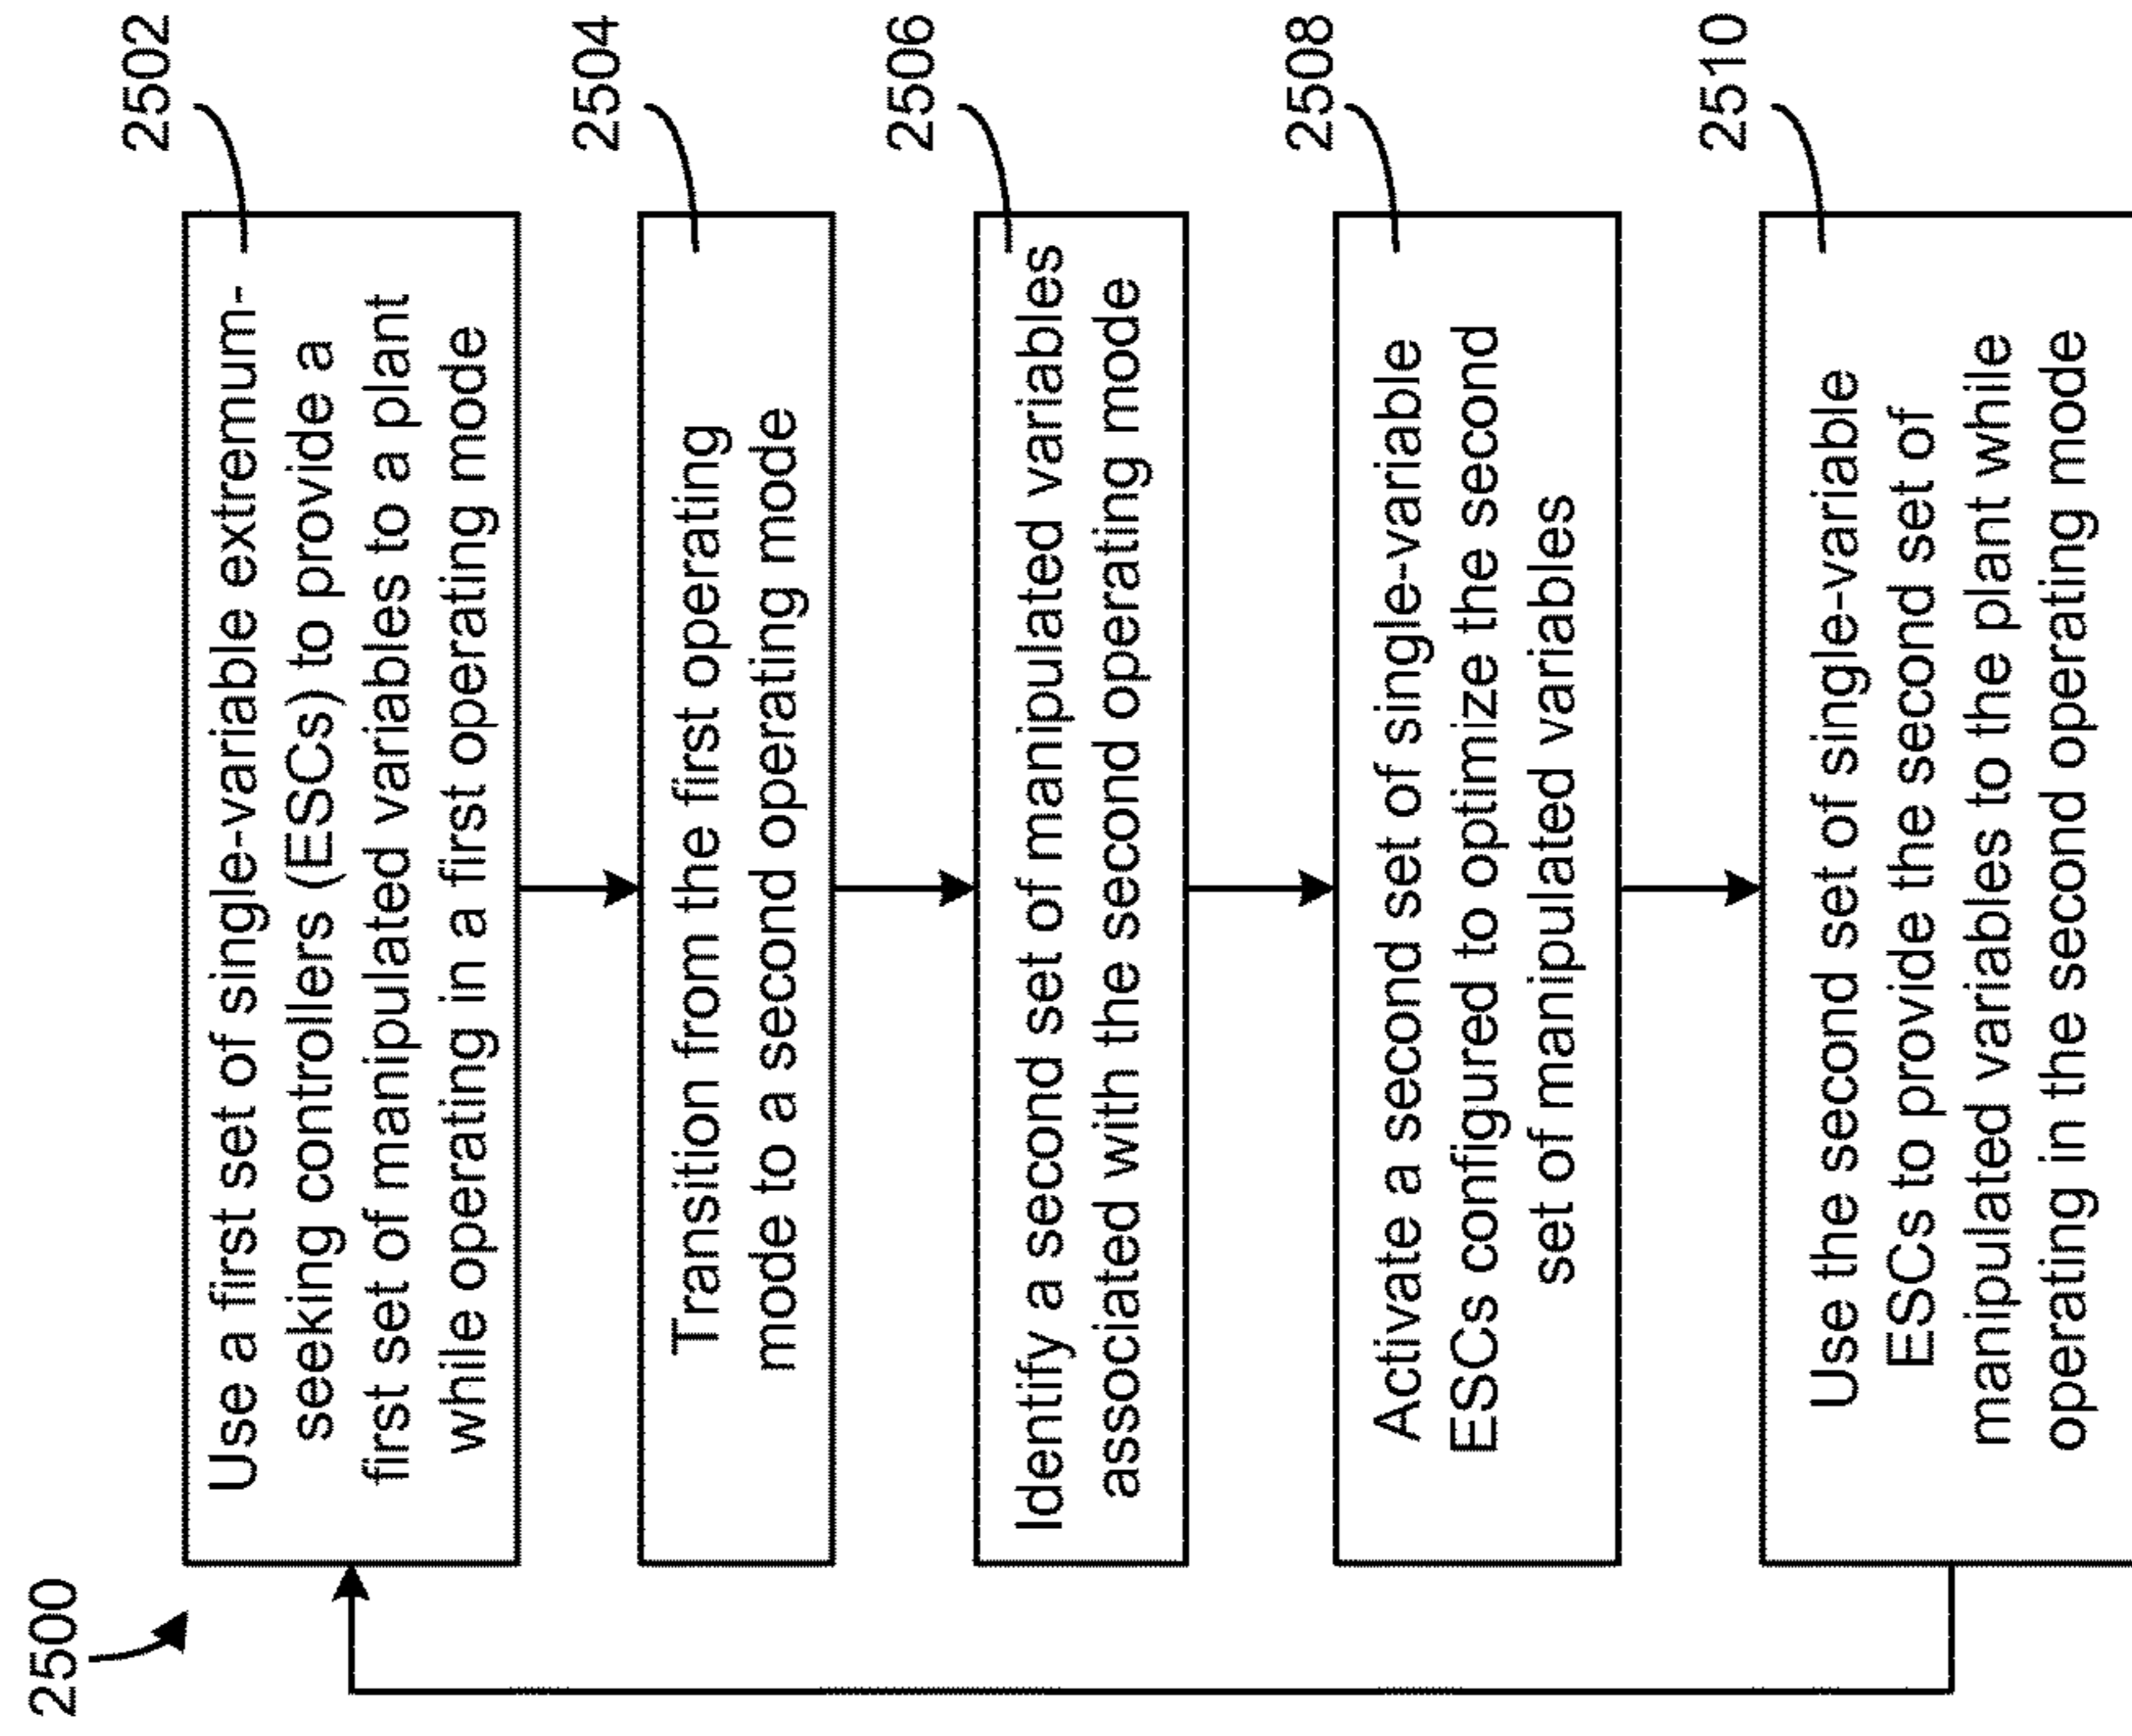 2500
2502
Use a first set of single-variable extremum-
seeking controllers (ESCs) to provide a
first set of manipulated variables to a plant
while operating in a first operating mode
2504
Transition from the first operating
mode to a second operating mode
2506
Identify a second set of manipulated variables
associated with the second operating mode
2508
Activate a second set of single-variable
ESCs configured to optimize the second
set of manipulated variables
2510
Use the second set of single-variable
ESCs to provide the second set of
manipulated variables to the plant while
operating in the second operating mode